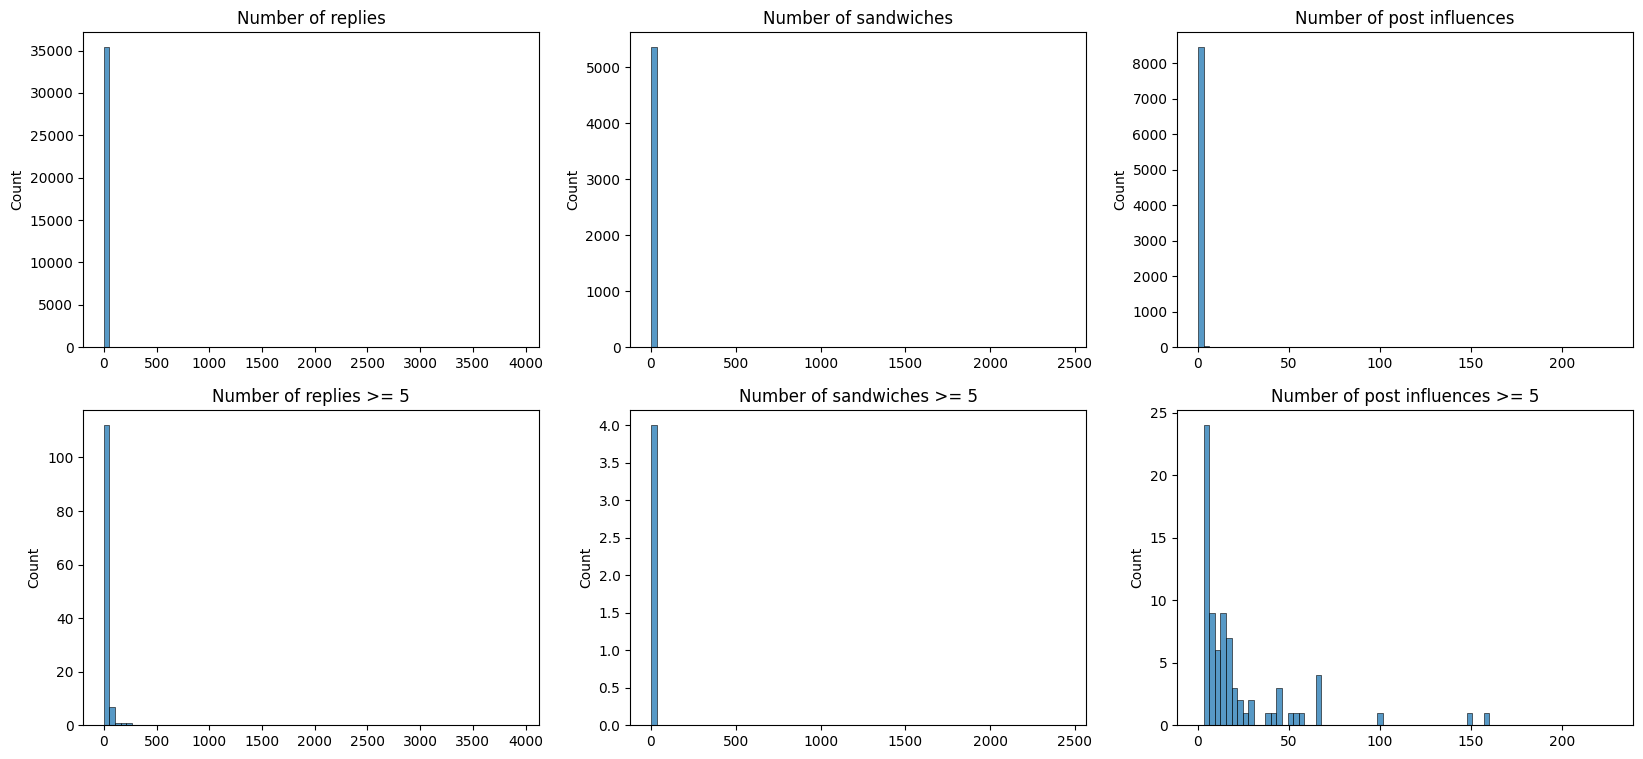 Number of replies
Number of sandwiches
Number of post influences
35000
30000
25000
20000
15000
10000
5000
0
Count
0 500 1000 1500 2000 2500 3000 3500 4000
5000
4000
3000
2000
1000
0
Count
0 500 1000 1500 2000 2500
8000
7000
6000
5000
4000
3000
2000
1000
0
Count
0 50 100 150 200
Number of replies >= 5
Number of sandwiches >= 5
Number of post influences >= 5
100
80
60
40
20
0
Count
0 500 1000 1500 2000 2500 3000 3500 4000
4.0
3.5
3.0
2.5
2.0
1.5
1.0
0.5
0.0
Count
0 500 1000 1500 2000 2500
25
20
15
10
5
0
Count
0 50 100 150 200